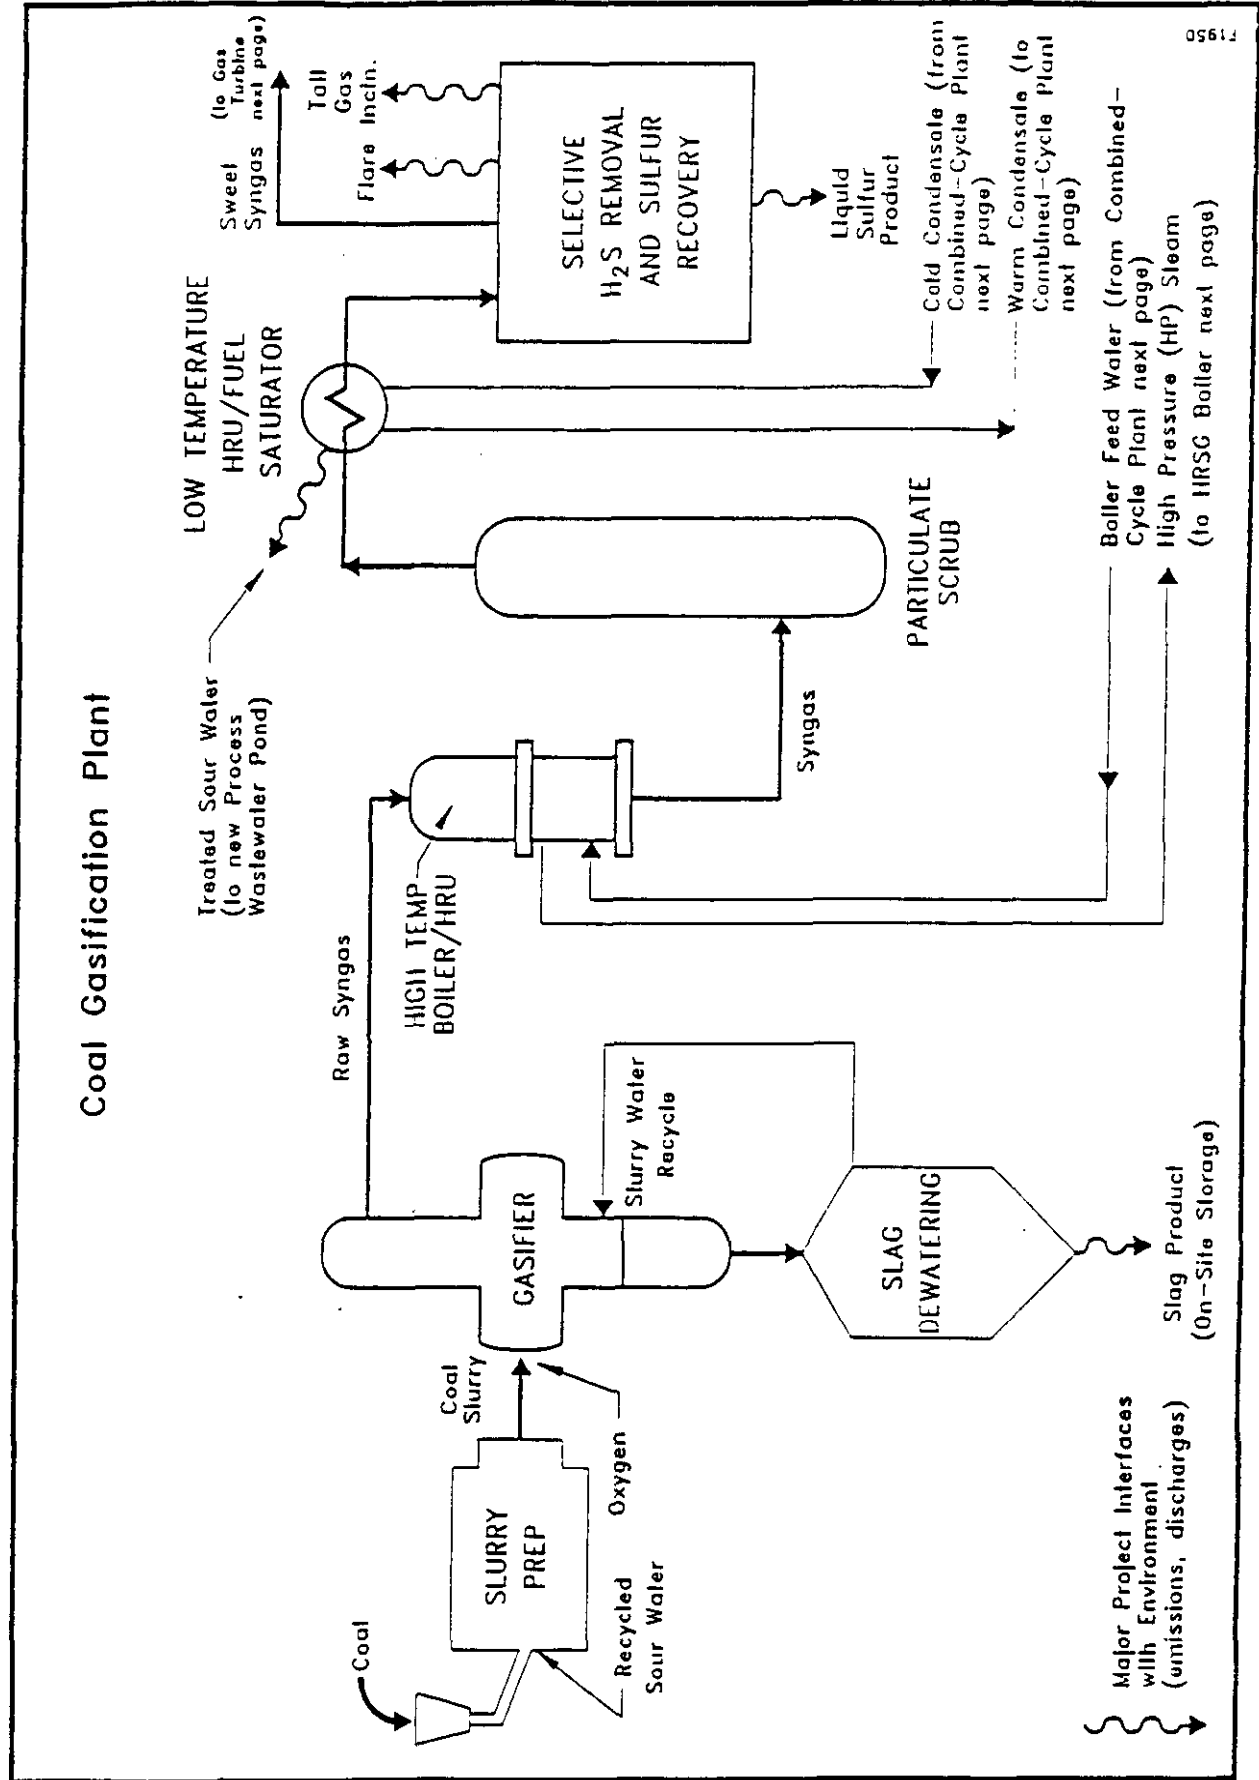 Coal Gasification Plant
Treated Sour Water
(to new Process
Wastewater Pond)
LOW TEMPERATURE
HRU/FUEL
SATURATOR
Sweet
Syngas
(to Gas
Turbine
next page)
Flare
Tail
Gas
Incin.
SELECTIVE
H₂S REMOVAL
AND SULFUR
RECOVERY
Liquid
Sulfur
Product
Raw Syngas
HIGH TEMP
BOILER/HRU
Syngas
PARTICULATE
SCRUB
Cold Condensate (from
Combined-Cycle Plant
next page)
Warm Condensate (to
Combined-Cycle Plant
next page)
Boiler Feed Water (from Combined-
Cycle Plant next page)
High Pressure (HP) Steam
(to HRSG Boiler next page)
Coal
SLURRY
PREP
Recycled
Sour Water
Coal
Slurry
Oxygen
GASIFIER
Slurry Water
Recycle
SLAG
DEWATERING
Slag Product
(On-Site Storage)
Major Project Interfaces
with Environment
(emissions, discharges)
F1950